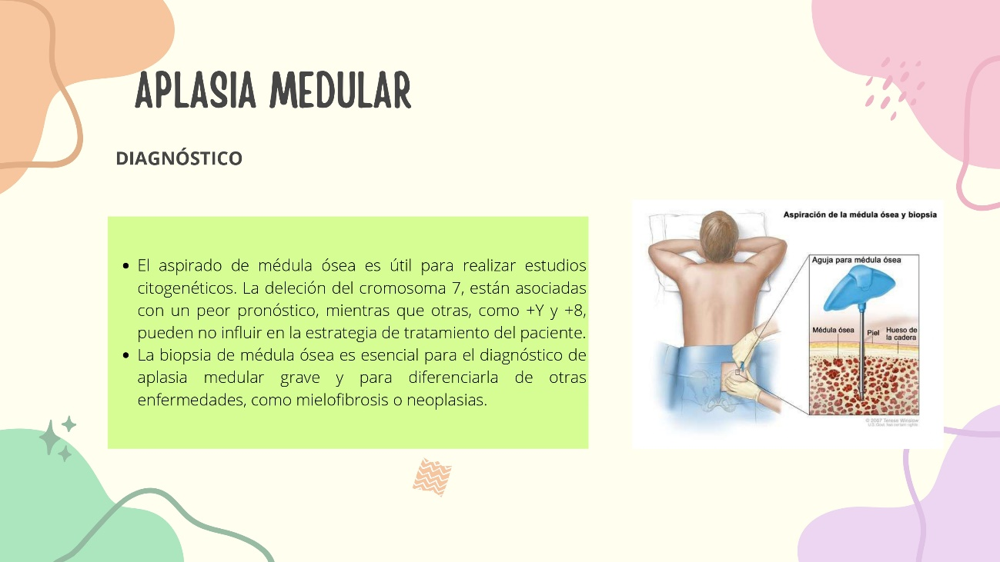 APLASIA MEDULAR
DIAGNÓSTICO
• El aspirado de médula ósea es útil para realizar estudios
citogenéticos. La deleción del cromosoma 7, están asociadas
con un peor pronóstico, mientras que otras, como +Y y +8,
pueden no influir en la estrategia de tratamiento del paciente.
• La biopsia de médula ósea es esencial para el diagnóstico de
aplasia medular grave y para diferenciarla de otras
enfermedades, como mielofibrosis o neoplasias.
Aspiración de la médula ósea y biopsia
Aguja para médula ósea
Médula ósea
Piel
Hueso de
la cadera
© 2007 Terese Winslow
U.S. Govt. has certain rights